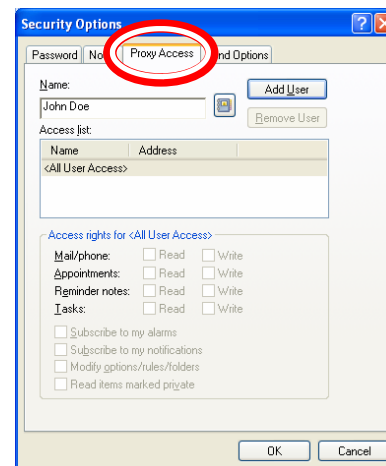 Security Options
Password No Proxy Access nd Options
Name:
John Doe
Add User
Remove User
Access list:
Name Address
<All User Access>
Access rights for <All User Access>
Mail/phone: Read Write
Appointments: Read Write
Reminder notes: Read Write
Tasks: Read Write
Subscribe to my alarms
Subscribe to my notifications
Modify options/rules/folders
Read items marked private
OK Cancel